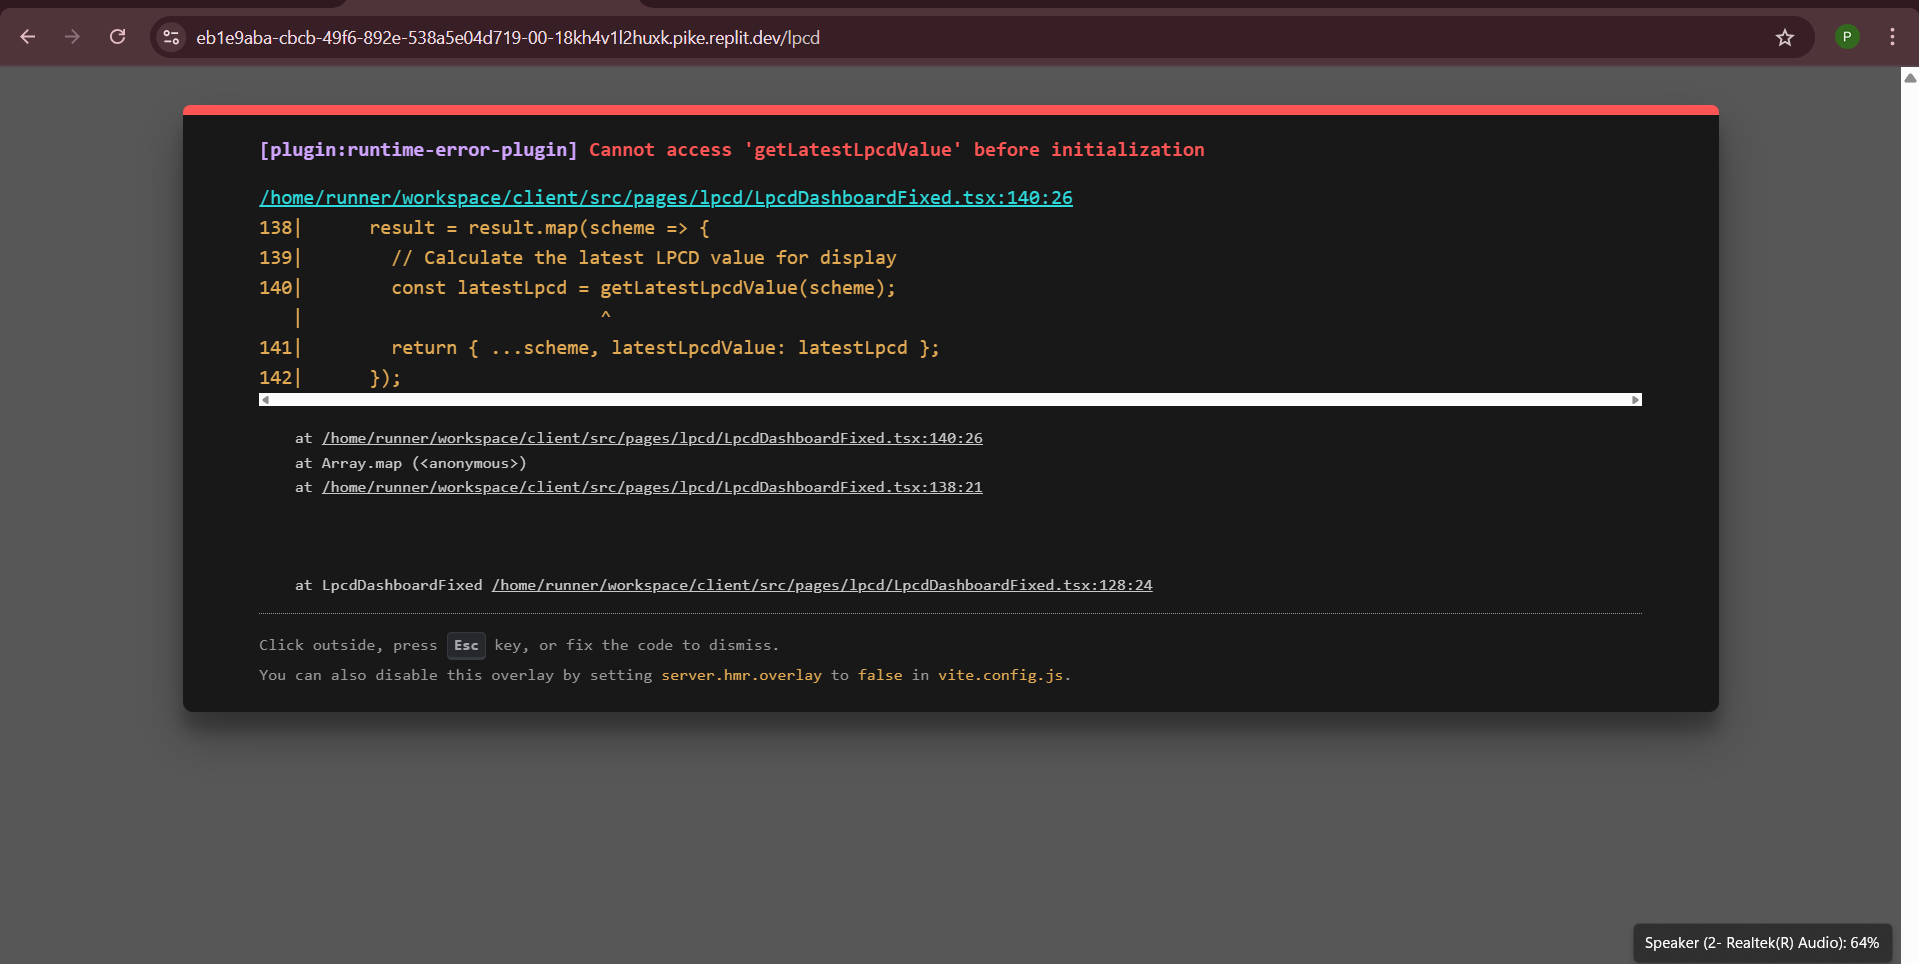 eb1e9aba-cbcb-49f6-892e-538a5e04d719-00-18kh4v1l2huxk.pike.replit.dev/lpcd
P
[plugin:runtime-error-plugin] Cannot access 'getLatestLpcdValue' before initialization
/home/runner/workspace/client/src/pages/lpcd/LpcdDashboardFixed.tsx:140:26
138|      result = result.map(scheme => {
139|        // Calculate the latest LPCD value for display
140|        const latestLpcd = getLatestLpcdValue(scheme);
   |                           ^
141|        return { ...scheme, latestLpcdValue: latestLpcd };
142|      });
at /home/runner/workspace/client/src/pages/lpcd/LpcdDashboardFixed.tsx:140:26
at Array.map (<anonymous>)
at /home/runner/workspace/client/src/pages/lpcd/LpcdDashboardFixed.tsx:138:21
at LpcdDashboardFixed /home/runner/workspace/client/src/pages/lpcd/LpcdDashboardFixed.tsx:128:24
Click outside, press Esc key, or fix the code to dismiss.
You can also disable this overlay by setting server.hmr.overlay to false in vite.config.js.
Speaker (2- Realtek(R) Audio): 64%